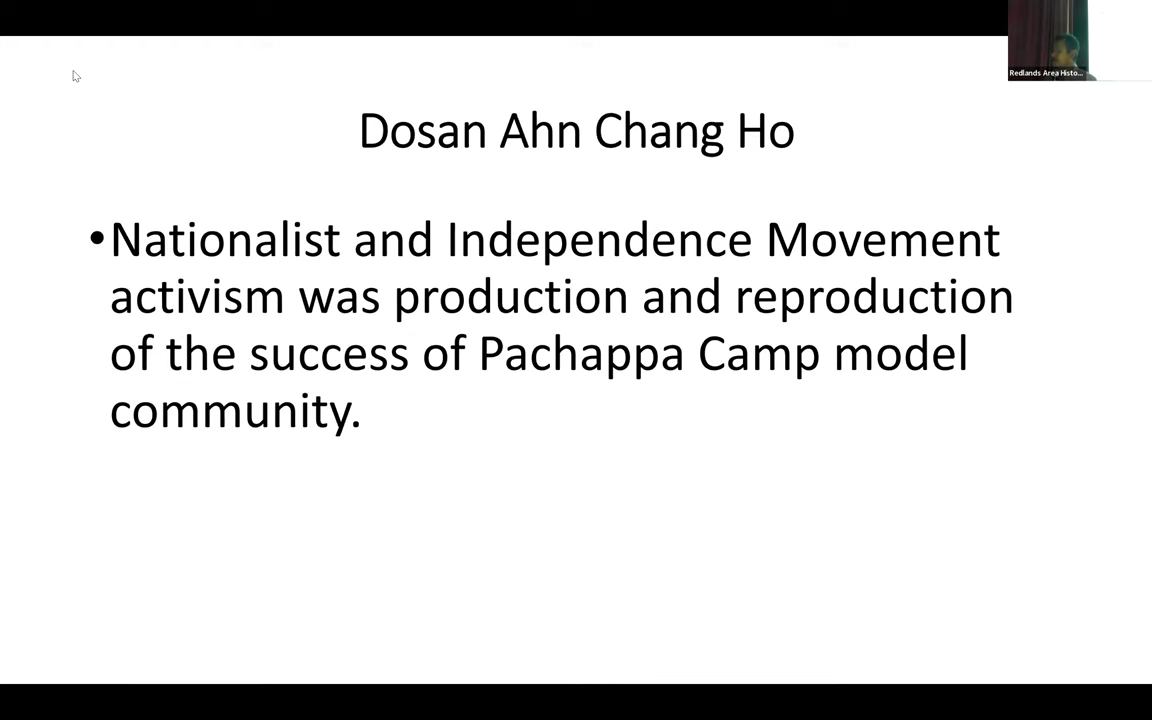 Redlands Area Histo...
Dosan Ahn Chang Ho
•Nationalist and Independence Movement
activism was production and reproduction
of the success of Pachappa Camp model
community.